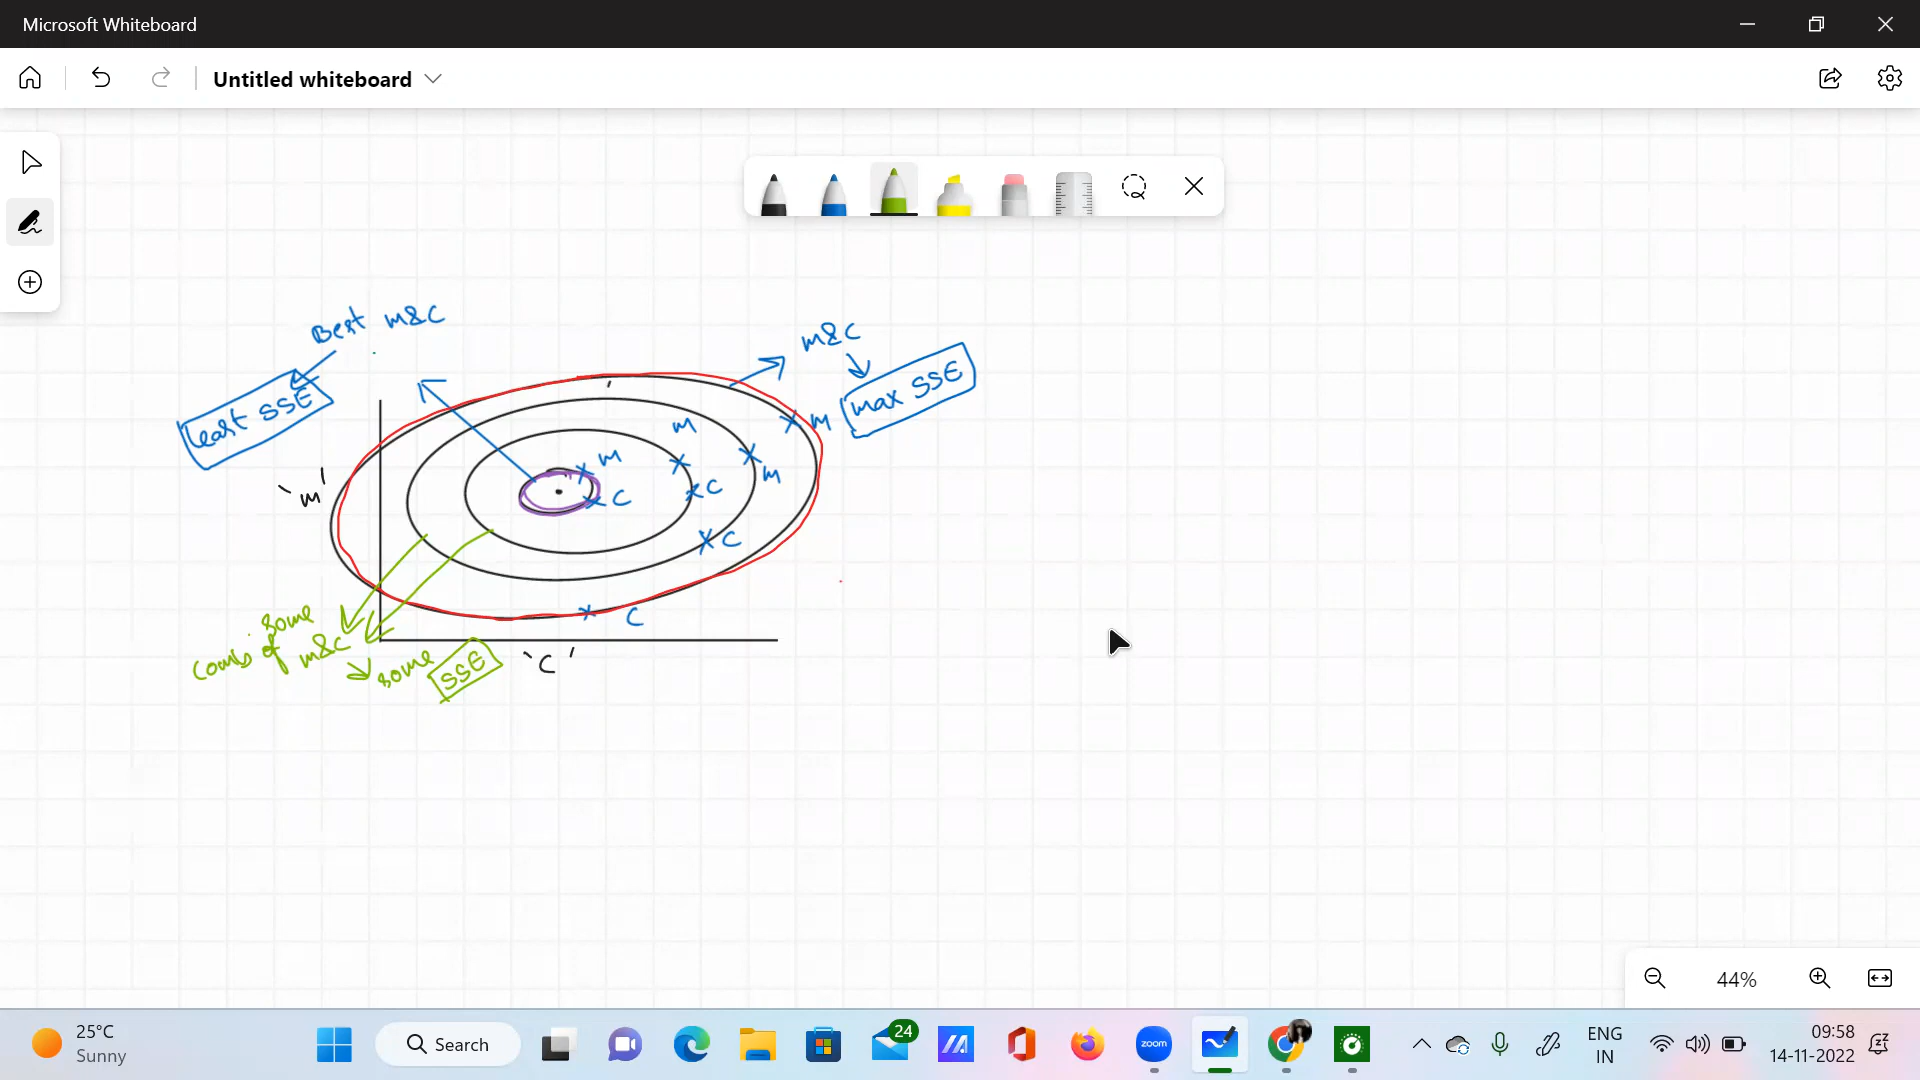 Microsoft Whiteboard
Untitled whiteboard
Best m&c
least SSE
m&c
max SSE
m
m
m
m
c
c
c
c
'm'
'c'
some
of m&c
some SSE
44%
25°C
Sunny
Search
24
zoom
ENG
IN
09:58
14-11-2022